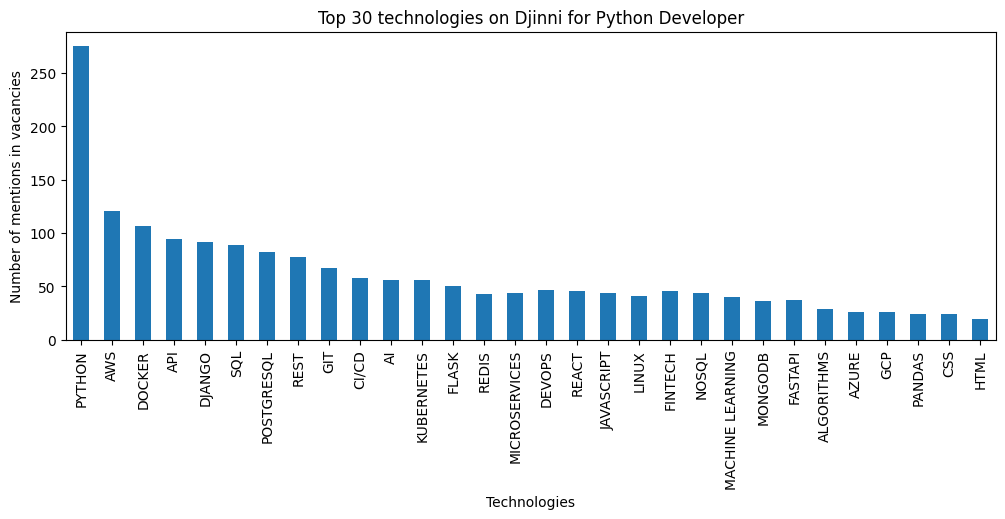 Top 30 technologies on Djinni for Python Developer
Number of mentions in vacancies
250
200
150
100
50
0
PYTHON
AWS
DOCKER
API
DJANGO
SQL
POSTGRESQL
REST
GIT
CI/CD
AI
KUBERNETES
FLASK
REDIS
MICROSERVICES
DEVOPS
REACT
JAVASCRIPT
LINUX
FINTECH
NOSQL
MACHINE LEARNING
MONGODB
FASTAPI
ALGORITHMS
AZURE
GCP
PANDAS
CSS
HTML
Technologies